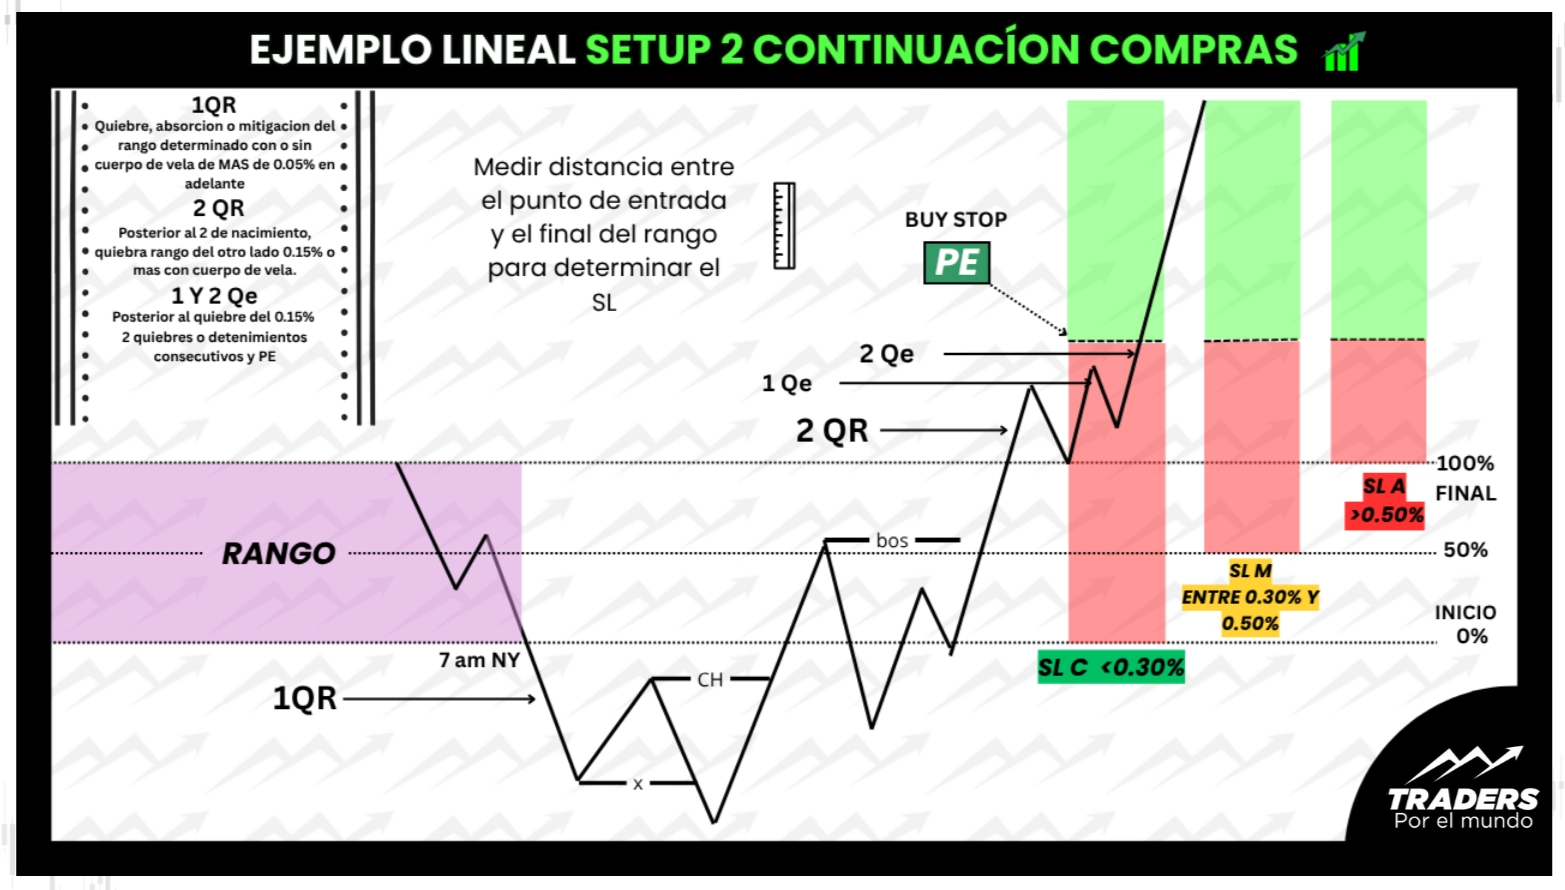 EJEMPLO LINEAL SETUP 2 CONTINUACÍON COMPRAS
1QR
Quiebre, absorcion o mitigacion del
rango determinado con o sin
cuerpo de vela de MAS de 0.05% en
adelante
2 QR
Posterior al 2 de nacimiento,
quiebra rango del otro lado 0.15% o
mas con cuerpo de vela.
1 Y 2 Qe
Posterior al quiebre del 0.15%
2 quiebres o detenimientos
consecutivos y PE
Medir distancia entre
el punto de entrada
y el final del rango
para determinar el
SL
BUY STOP
PE
2 Qe
1 Qe
2 QR
100%
FINAL
SL A
>0.50%
RANGO
bos
50%
SL M
ENTRE 0.30% Y
0.50%
INICIO
0%
7 am NY
SL C <0.30%
1QR
CH
x
TRADERS
Por el mundo